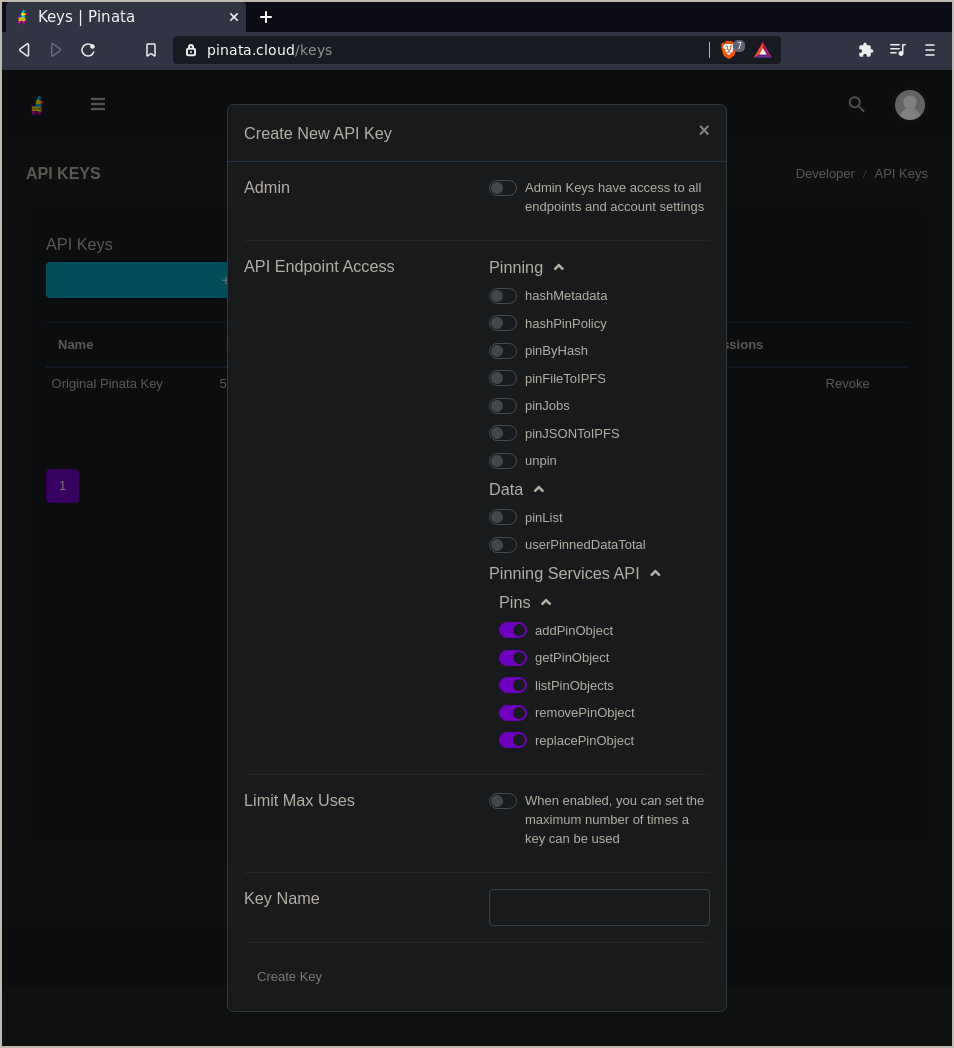 Keys | Pinata
pinata.cloud/keys
7
Create New API Key
API KEYS
Developer / API Keys
Admin
Admin Keys have access to all
endpoints and account settings
API Keys
API Endpoint Access
Pinning
hashMetadata
hashPinPolicy
Name
pinByHash
Original Pinata Key
5
Revoke
pinFileToIPFS
pinJobs
pinJSONToIPFS
unpin
1
Data
pinList
userPinnedDataTotal
Pinning Services API
Pins
addPinObject
getPinObject
listPinObjects
removePinObject
replacePinObject
Limit Max Uses
When enabled, you can set the
maximum number of times a
key can be used
Key Name
Create Key